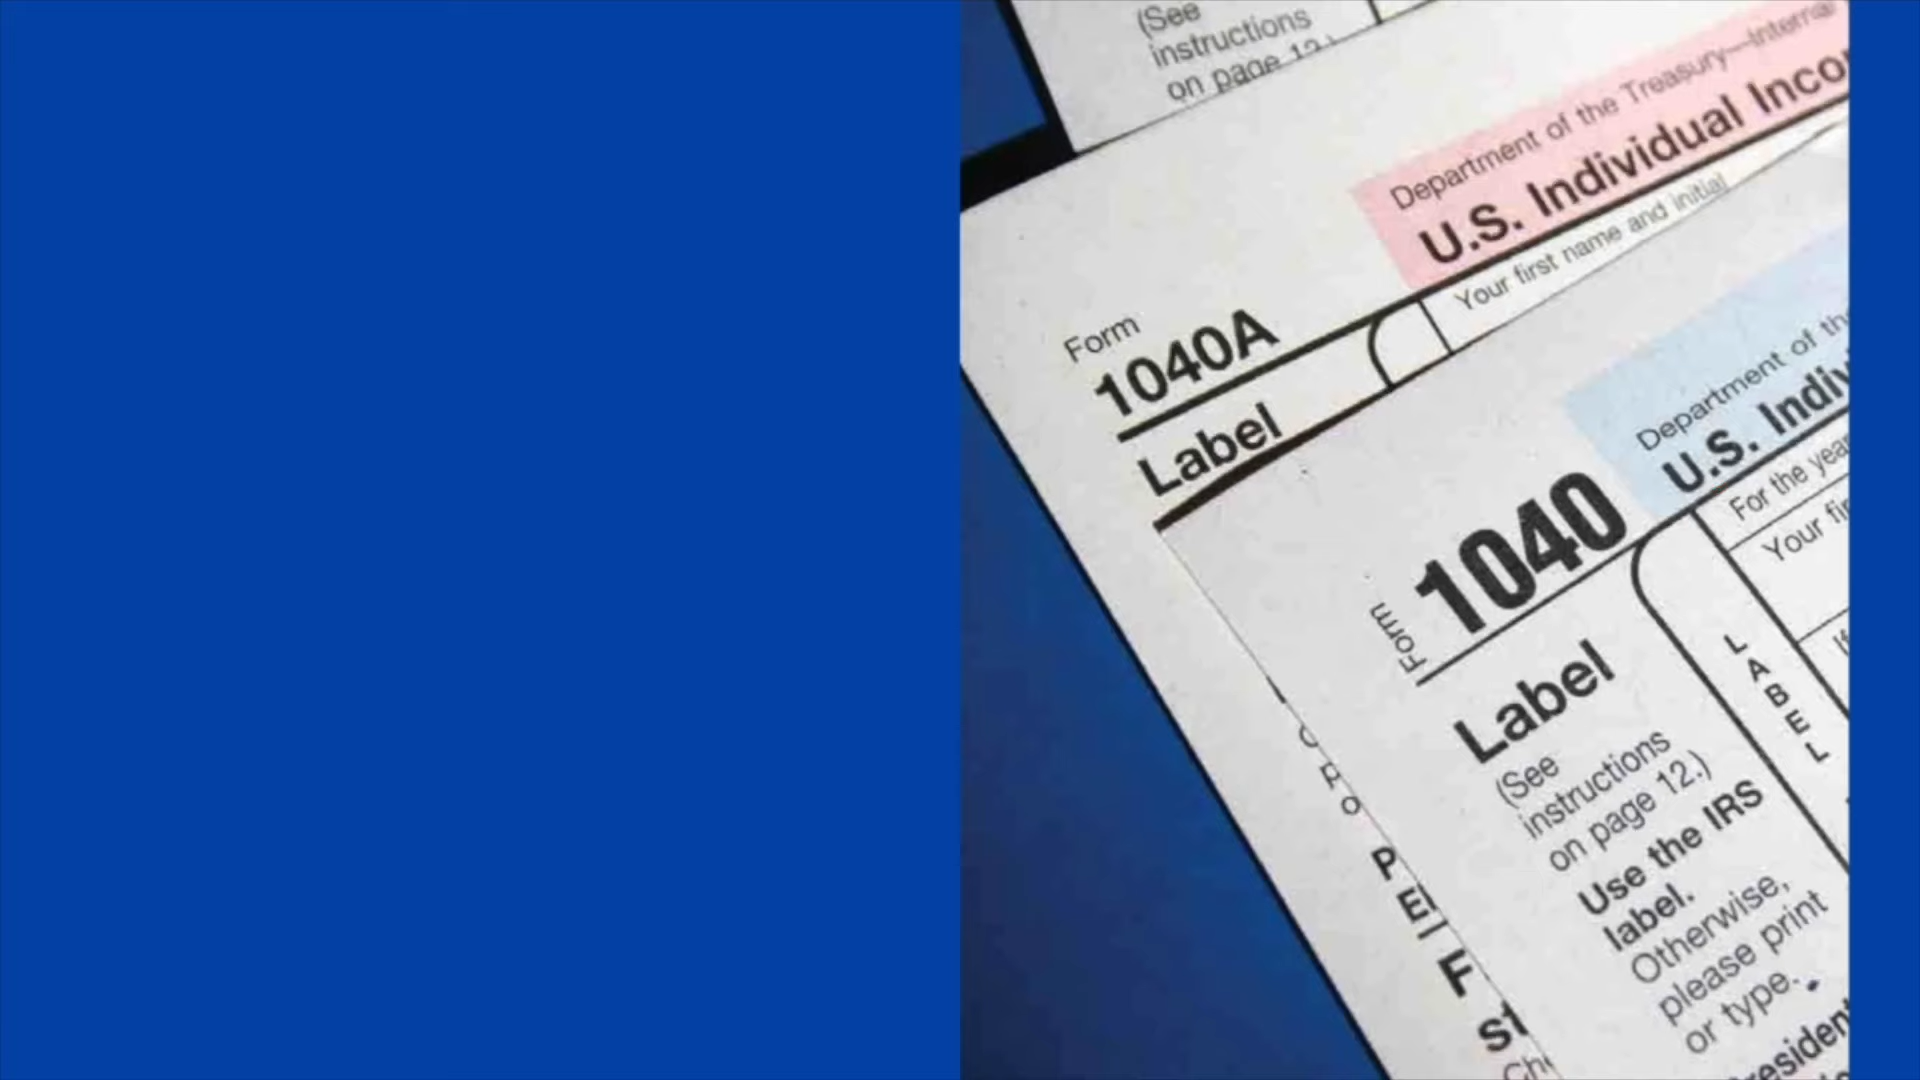 (See
instructions
on page 12.)
Department of the Treasury—Internal
U.S. Individual Inco
Your first name and initial
Form
1040A
Label
Department of the
U.S. Indiv
For the year
Your fir
Form
1040
Label
(See
instructions
on page 12.)
Use the IRS
label.
Otherwise,
please print
or type.
L
A
B
E
L
P
E
F
resident